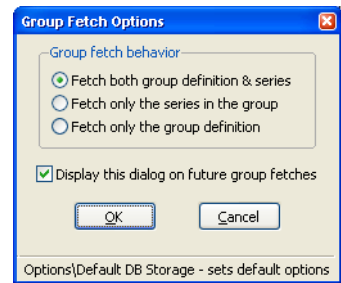 Group Fetch Options
Group fetch behavior
Fetch both group definition & series
Fetch only the series in the group
Fetch only the group definition
Display this dialog on future group fetches
OK
Cancel
Options\Default DB Storage - sets default options